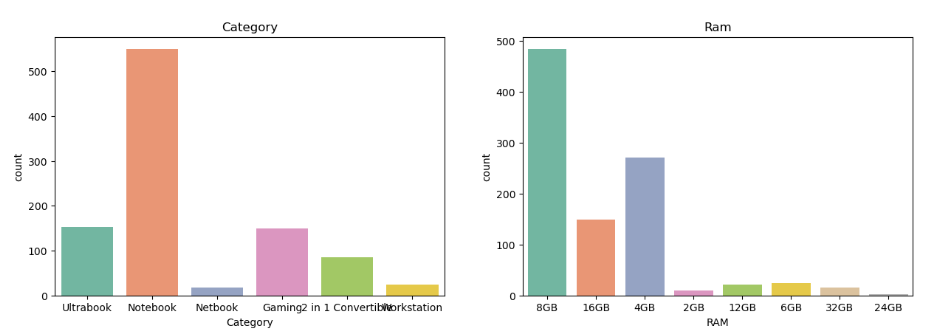 Category
500
400
300
200
100
0
count
Ultrabook Notebook Netbook Gaming 2 in 1 Convertible Workstation
Category
Ram
500
400
300
200
100
0
count
8GB 16GB 4GB 2GB 12GB 6GB 32GB 24GB
RAM